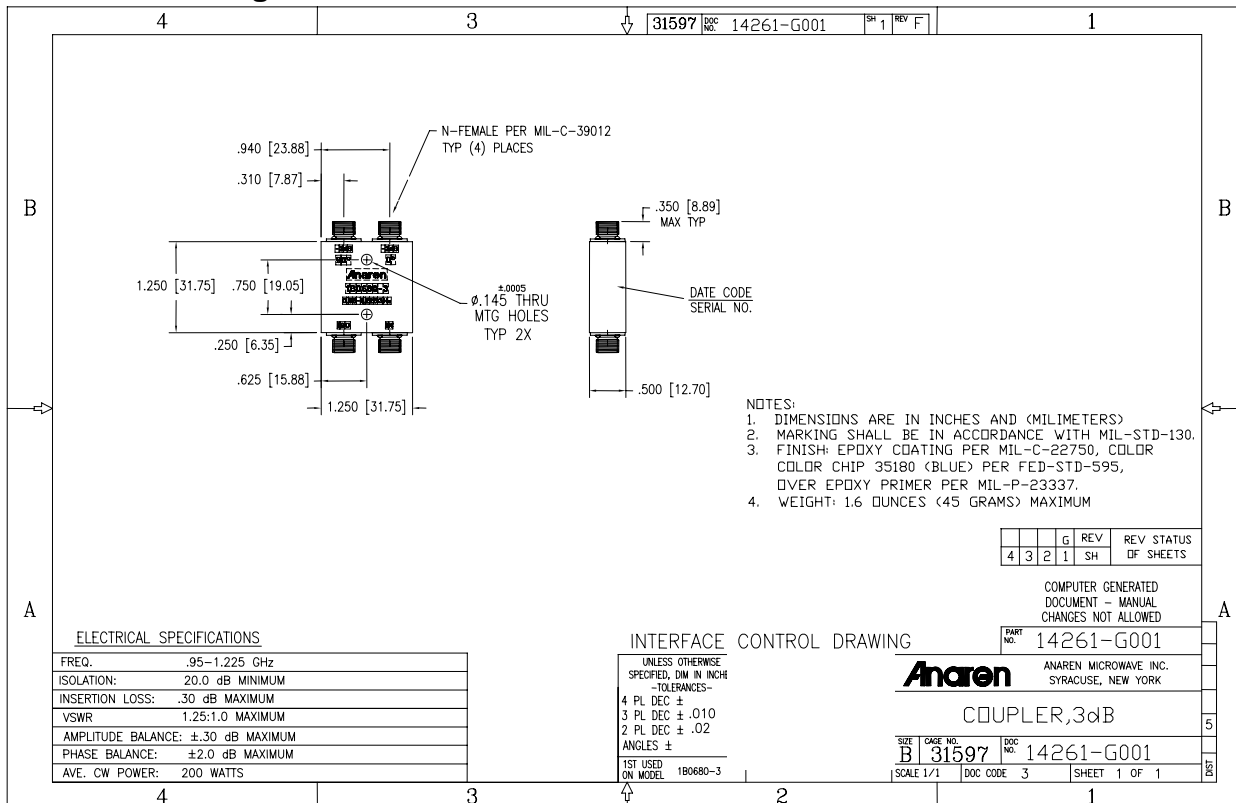 4 3 1
31597 DOC NO. 14261-G001 SH 1 REV F
N-FEMALE PER MIL-C-39012
TYP (4) PLACES
.940 [23.88]
.310 [7.87]
B B
.350 [8.89]
MAX TYP
Anaren
1.250 [31.75]
.750 [19.05]
±.0005
Ø.145 THRU
MTG HOLES
TYP 2X
DATE CODE
SERIAL NO.
.250 [6.35]
.625 [15.88]
1.250 [31.75]
.500 [12.70]
NOTES:
1. DIMENSIONS ARE IN INCHES AND (MILIMETERS)
2. MARKING SHALL BE IN ACCORDANCE WITH MIL-STD-130.
3. FINISH: EPOXY COATING PER MIL-C-22750, COLOR
COLOR CHIP 35180 (BLUE) PER FED-STD-595,
OVER EPOXY PRIMER PER MIL-P-23337.
4. WEIGHT: 1.6 OUNCES (45 GRAMS) MAXIMUM
G REV REV STATUS
4 3 2 1 SH OF SHEETS
COMPUTER GENERATED
DOCUMENT - MANUAL
CHANGES NOT ALLOWED
A A
ELECTRICAL SPECIFICATIONS
FREQ. .95-1.225 GHz
ISOLATION: 20.0 dB MINIMUM
INSERTION LOSS: .30 dB MAXIMUM
VSWR 1.25:1.0 MAXIMUM
AMPLITUDE BALANCE: ±.30 dB MAXIMUM
PHASE BALANCE: ±2.0 dB MAXIMUM
AVE. CW POWER: 200 WATTS
INTERFACE CONTROL DRAWING
UNLESS OTHERWISE
SPECIFIED, DIM IN INCH
-TOLERANCES-
4 PL DEC ±
3 PL DEC ± .010
2 PL DEC ± .02
ANGLES ±
1ST USED
ON MODEL 1B0680-3
PART NO. 14261-G001
Anaren
ANAREN MICROWAVE INC.
SYRACUSE, NEW YORK
COUPLER,3dB
SIZE B CAGE NO. 31597 DOC NO. 14261-G001
SCALE 1/1 DOC CODE 3 SHEET 1 OF 1
5
DIST
4 3 2 1